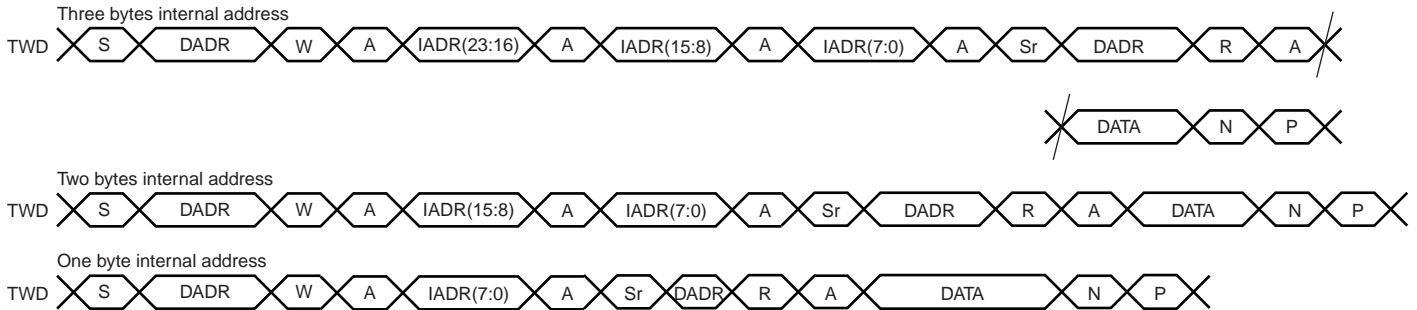 Three bytes internal address
TWD S DADR W A IADR(23:16) A IADR(15:8) A IADR(7:0) A Sr DADR R A
DATA N P
Two bytes internal address
TWD S DADR W A IADR(15:8) A IADR(7:0) A Sr DADR R A DATA N P
One byte internal address
TWD S DADR W A IADR(7:0) A Sr DADR R A DATA N P